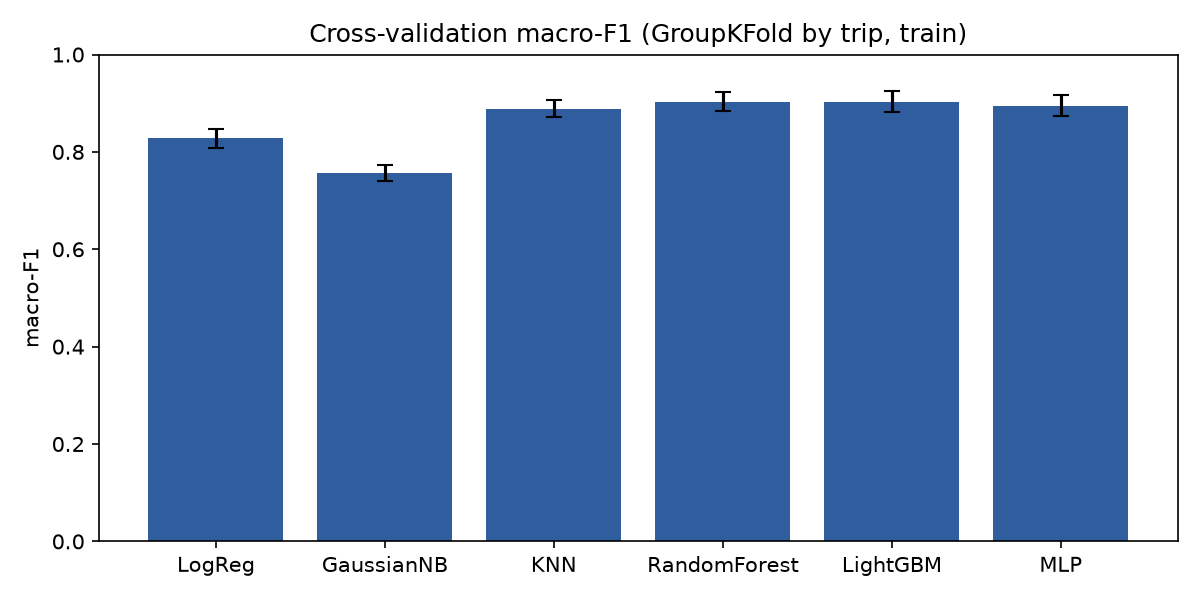 Cross-validation macro-F1 (GroupKFold by trip, train)
macro-F1
1.0
0.8
0.6
0.4
0.2
0.0
LogReg GaussianNB KNN RandomForest LightGBM MLP